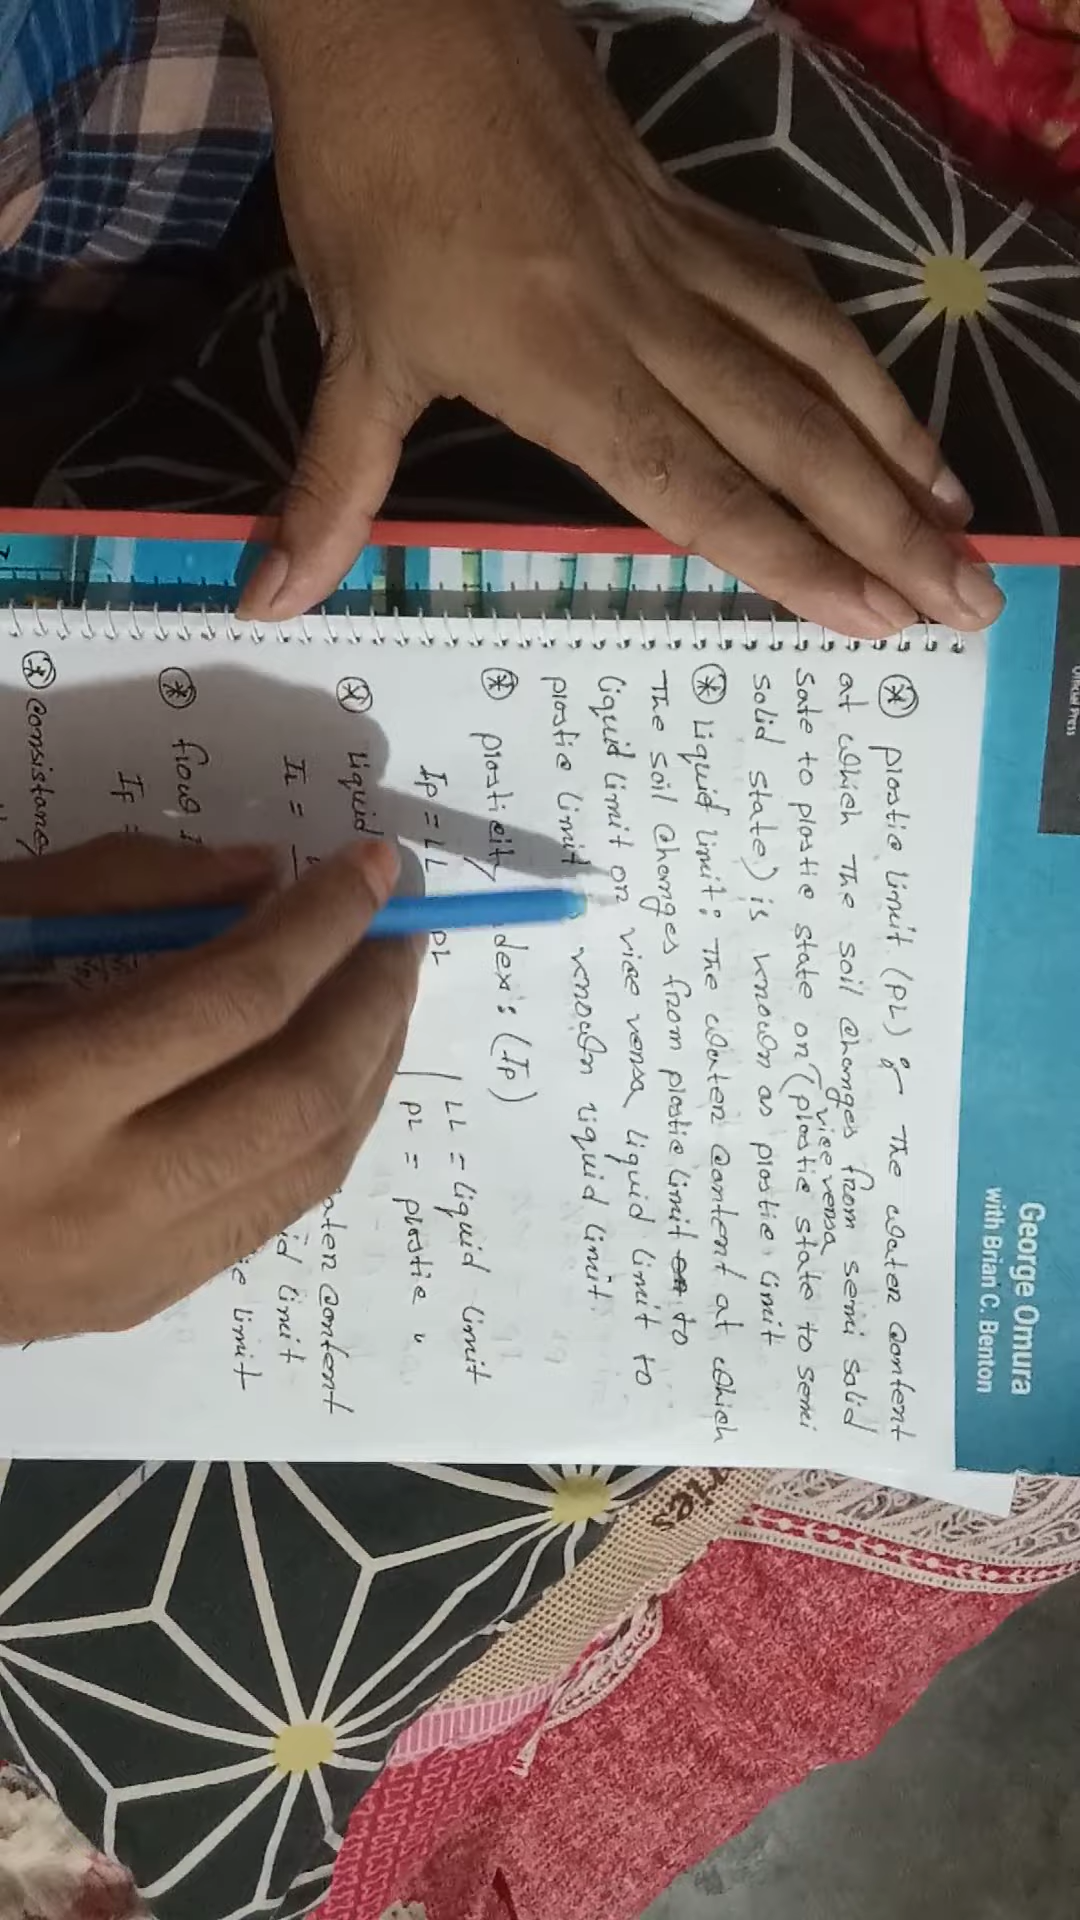 Official Press
George Omura
with Brian C. Benton
plastic limit (PL) :- The water content
at which the soil changes from semi solid
vice versa
sate to plastic state or (plastic state to semi
solid state) is known as plastic limit
Liquid limit: The water content at which
The soil changes from plastic limit to
liquid limit or vice versa liquid limit to
plastic limit known liquid limit.
plasticity dex: (IP)
IP = LL PL
LL = liquid limit
PL = plastic "
Liquid
IL =
aten content
id limit
ic limit
flow
IF =
consistancy